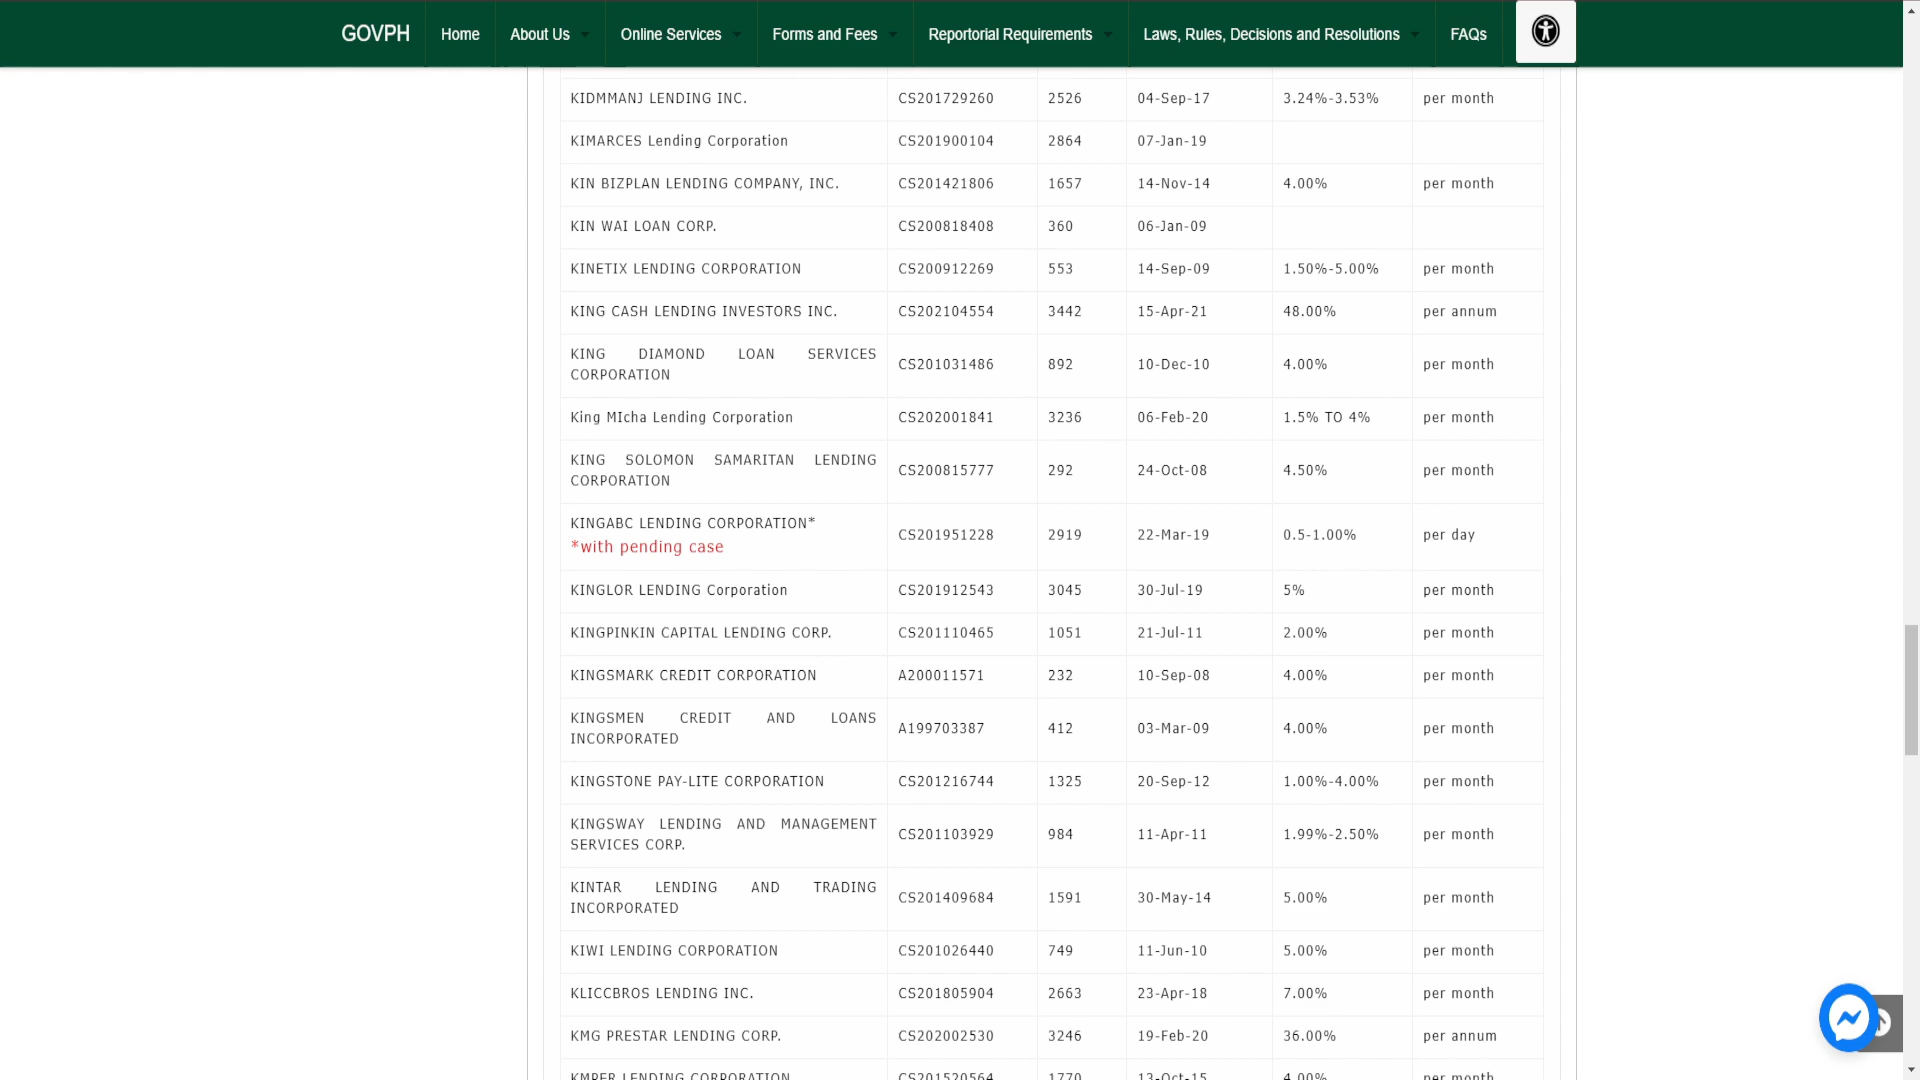 GOVPH Home About Us Online Services Forms and Fees Reportorial Requirements Laws, Rules, Decisions and Resolutions FAQs
KIDMMANJ LENDING INC. CS201729260 2526 04-Sep-17 3.24%-3.53% per month
KIMARCES Lending Corporation CS201900104 2864 07-Jan-19
KIN BIZPLAN LENDING COMPANY, INC. CS201421806 1657 14-Nov-14 4.00% per month
KIN WAI LOAN CORP. CS200818408 360 06-Jan-09
KINETIX LENDING CORPORATION CS200912269 553 14-Sep-09 1.50%-5.00% per month
KING CASH LENDING INVESTORS INC. CS202104554 3442 15-Apr-21 48.00% per annum
KING DIAMOND LOAN SERVICES
CORPORATION CS201031486 892 10-Dec-10 4.00% per month
King MIcha Lending Corporation CS202001841 3236 06-Feb-20 1.5% TO 4% per month
KING SOLOMON SAMARITAN LENDING
CORPORATION CS200815777 292 24-Oct-08 4.50% per month
KINGABC LENDING CORPORATION*
*with pending case CS201951228 2919 22-Mar-19 0.5-1.00% per day
KINGLOR LENDING Corporation CS201912543 3045 30-Jul-19 5% per month
KINGPINKIN CAPITAL LENDING CORP. CS201110465 1051 21-Jul-11 2.00% per month
KINGSMARK CREDIT CORPORATION A200011571 232 10-Sep-08 4.00% per month
KINGSMEN CREDIT AND LOANS
INCORPORATED A199703387 412 03-Mar-09 4.00% per month
KINGSTONE PAY-LITE CORPORATION CS201216744 1325 20-Sep-12 1.00%-4.00% per month
KINGSWAY LENDING AND MANAGEMENT
SERVICES CORP. CS201103929 984 11-Apr-11 1.99%-2.50% per month
KINTAR LENDING AND TRADING
INCORPORATED CS201409684 1591 30-May-14 5.00% per month
KIWI LENDING CORPORATION CS201026440 749 11-Jun-10 5.00% per month
KLICCBROS LENDING INC. CS201805904 2663 23-Apr-18 7.00% per month
KMG PRESTAR LENDING CORP. CS202002530 3246 19-Feb-20 36.00% per annum
KMPER LENDING CORPORATION CS201520564 1770 13-Oct-15 4.00% per month